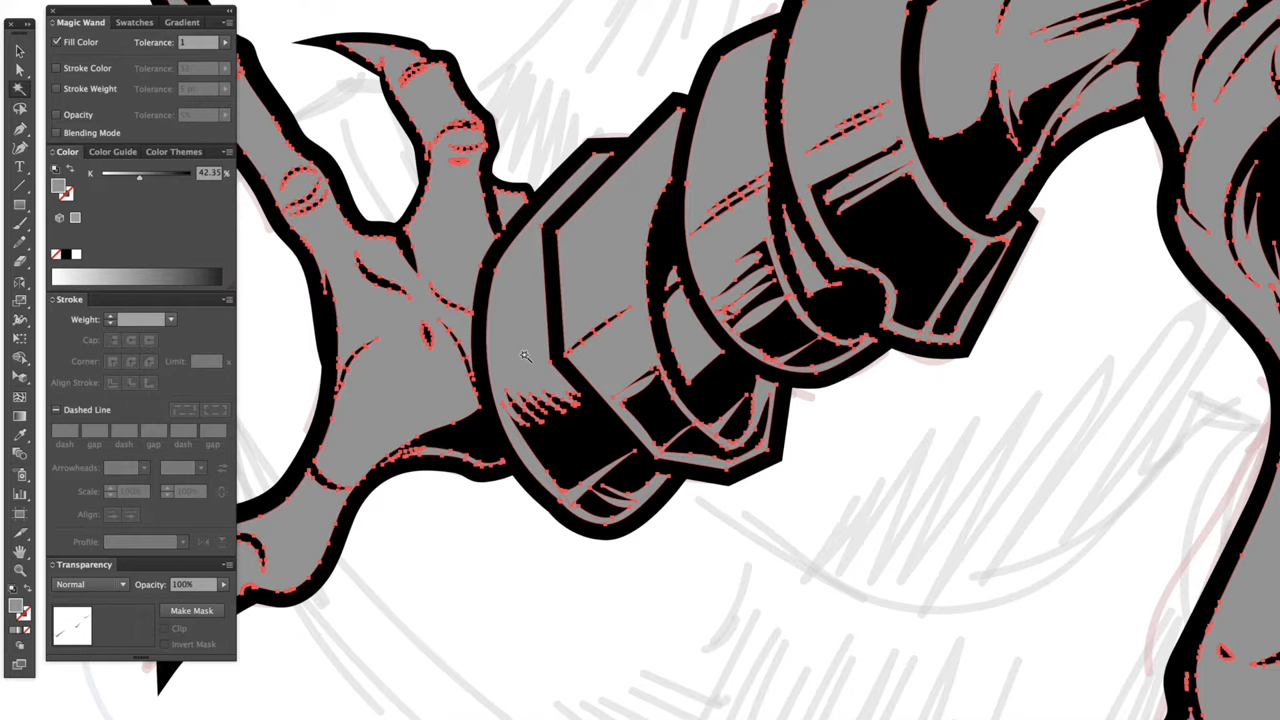 Magic Wand Swatches Gradient
Fill Color Tolerance: 1
Stroke Color Tolerance:
Stroke Weight Tolerance:
Opacity Tolerance:
Blending Mode
Color Color Guide Color Themes
K 42.35 %
Stroke
Weight:
Cap:
Corner: Limit: x
Align Stroke:
Dashed Line
dash gap dash gap dash gap
Arrowheads:
Scale: 100% 100%
Align:
Profile:
Transparency
Normal Opacity: 100%
Make Mask
Clip
Invert Mask